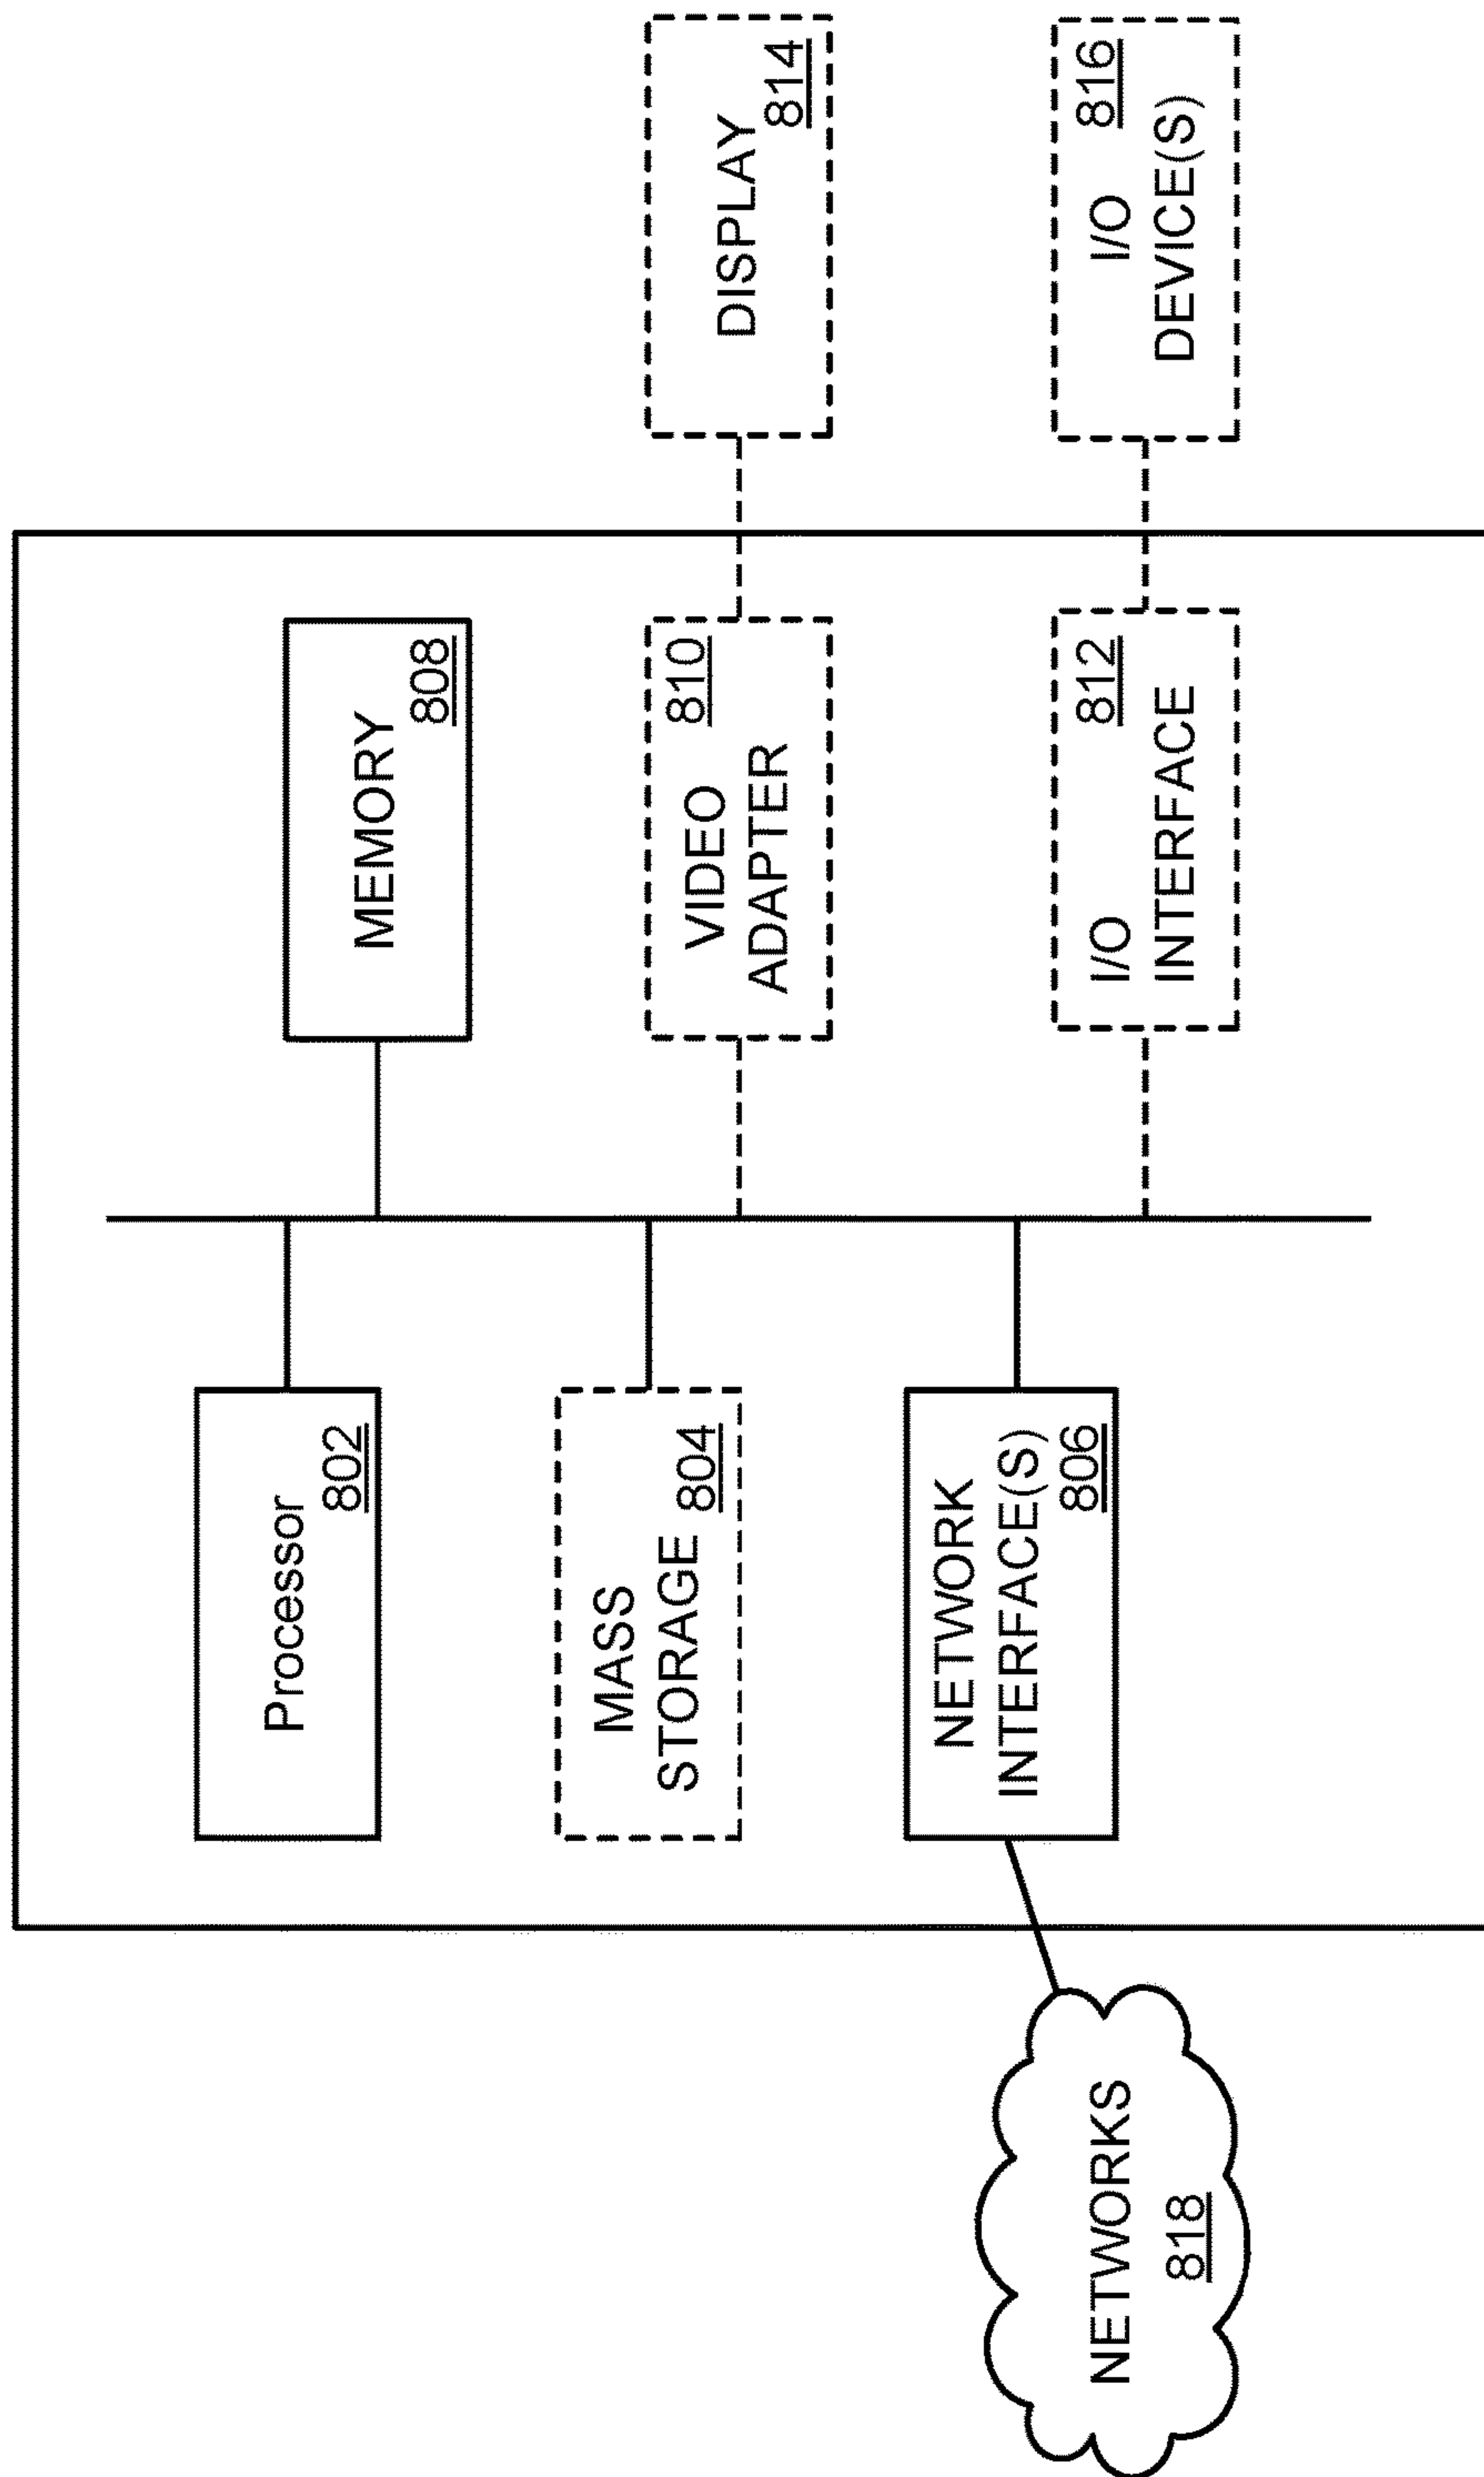 Processor
802
MEMORY
808
MASS
STORAGE 804
VIDEO 810
ADAPTER
DISPLAY
814
NETWORK
INTERFACE(S)
806
I/O 812
INTERFACE
I/O 816
DEVICE(S)
NETWORKS
818